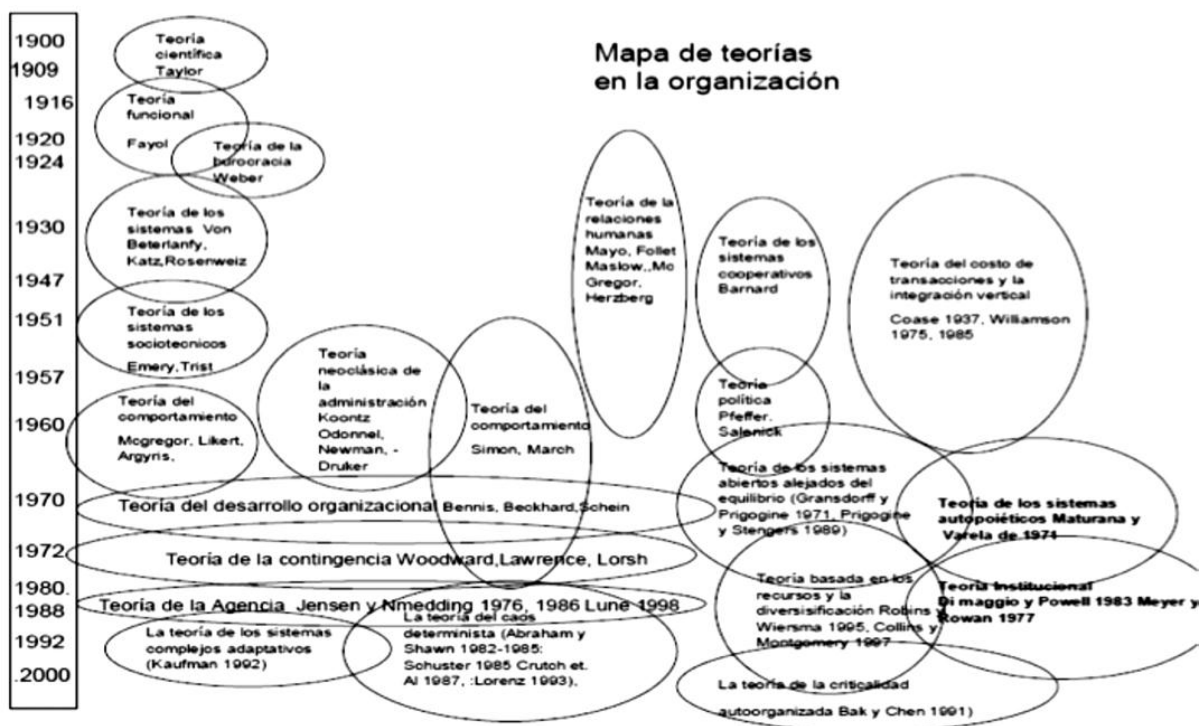 Mapa de teorías
en la organización
1900
1909
1916
1920
1924
1930
1947
1951
1957
1960
1970
1972
1980.
1988
1992
.2000
Teoría
científica
Taylor
Teoría
funcional
Fayol
Teoría de la
burocracia
Weber
Teoría de los
sistemas Von
Beterlanfy,
Katz,Rosenweiz
Teoría de los
sistemas
sociotecnicos
Emery,Trist
Teoría del
comportamiento
Mcgregor, Likert,
Argyris,
Teoría
neoclásica de
la
administración
Koontz
Odonnel,
Newman, -
Druker
Teoría del
comportamiento
Simon, March
Teoría de la
relaciones
humanas
Mayo, Follet
Maslow,,Mc
Gregor,
Herzberg
Teoría de los
sistemas
cooperativos
Barnard
Teoría
política
Pfeffer.
Salenick
Teoría del costo de
transacciones y la
integración vertical
Coase 1937, Williamson
1975, 1985
Teoría del desarrollo organizacional Bennis, Beckhard,Schein
Teoría de la contingencia Woodward,Lawrence, Lorsh
Teoría de la Agencia Jensen y Nmedding 1976, 1986 Lune 1998
La teoría de los sistemas
complejos adaptativos
(Kaufman 1992)
La teoría del caos
determinista (Abraham y
Shawn 1982-1985:
Schuster 1985 Crutch et.
Al 1987, :Lorenz 1993),
Teoría de los sistemas
abiertos alejados del
equilibrio (Gransdorff y
Prigogine 1971, Prigogine
y Stengers 1989)
Teoría de los sistemas
autopoiéticos Maturana y
Varela de 1971
Teoría basada en los
recursos y la
diversisificación Robins y
Wiersma 1995, Collins y
Montgomery 1997
Teoría Institucional
Di maggio y Powell 1983 Meyer y
Rowan 1977
La teoría de la criticalidad
autoorganizada Bak y Chen 1991)